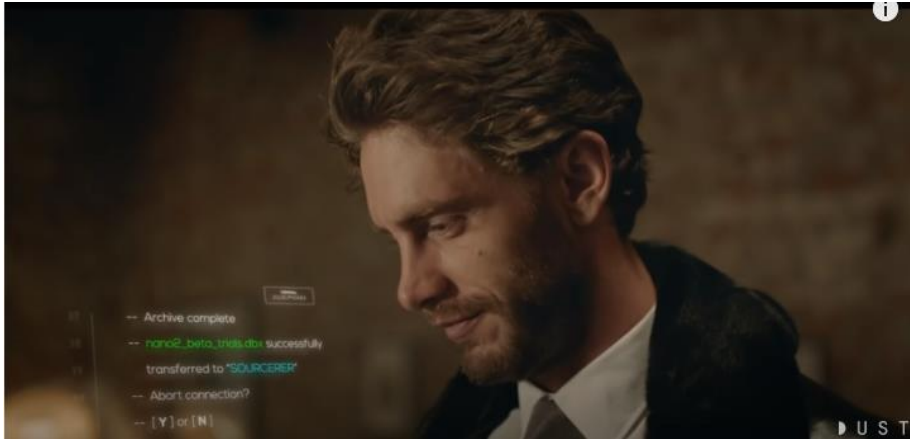 i
-- Archive complete
-- nano2_beta_trials.dbx successfully
transferred to "SOURCERER"
-- Abort connection?
-- [Y] or [N]
DUST